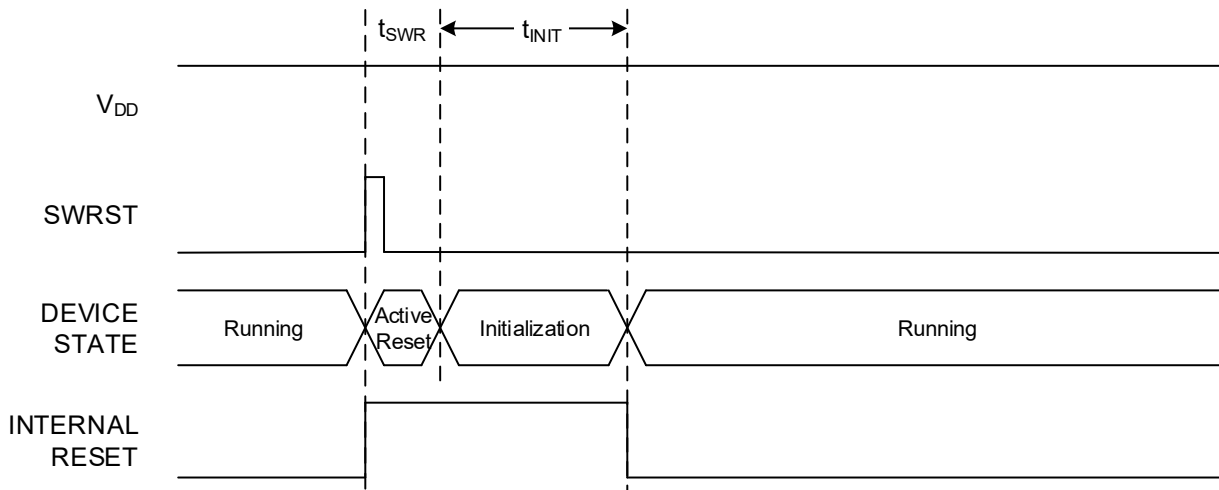 tSWR
tINIT
VDD
SWRST
DEVICE
STATE
Running
Active
Reset
Initialization
Running
INTERNAL
RESET